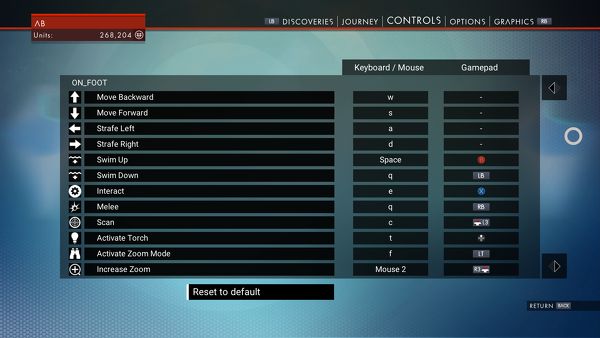 AB
Units: 268,204
LB DISCOVERIES | JOURNEY | CONTROLS | OPTIONS | GRAPHICS RB
Keyboard / Mouse Gamepad
ON_FOOT
Move Backward w -
Move Forward s -
Strafe Left a -
Strafe Right d -
Swim Up Space B
Swim Down q LB
Interact e X
Melee q RB
Scan c L3
Activate Torch t
Activate Zoom Mode f LT
Increase Zoom Mouse 2 R3
Reset to default
RETURN BACK